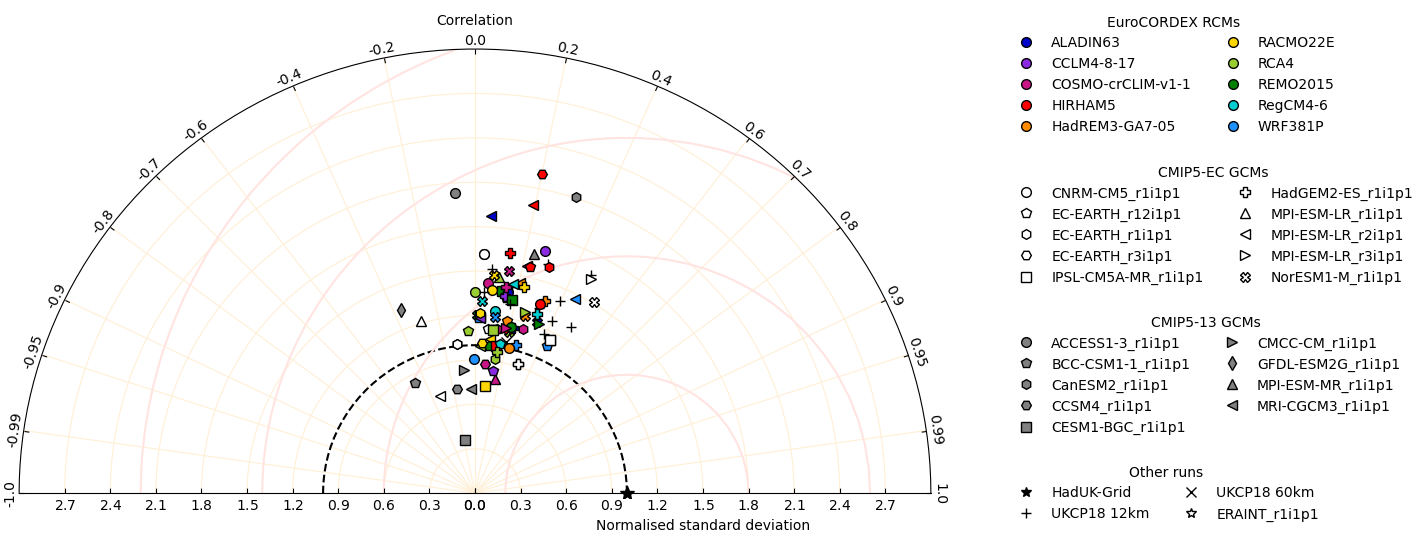 Correlation
-1.0
-0.99
-0.95
-0.9
-0.8
-0.7
-0.6
-0.4
-0.2
0.0
0.2
0.4
0.6
0.7
0.8
0.9
0.95
0.99
1.0
2.7 2.4 2.1 1.8 1.5 1.2 0.9 0.6 0.3 0.0 0.3 0.6 0.9 1.2 1.5 1.8 2.1 2.4 2.7
Normalised standard deviation
EuroCORDEX RCMs
ALADIN63 RACMO22E
CCLM4-8-17 RCA4
COSMO-crCLIM-v1-1 REMO2015
HIRHAM5 RegCM4-6
HadREM3-GA7-05 WRF381P
CMIP5-EC GCMs
CNRM-CM5_r1i1p1 HadGEM2-ES_r1i1p1
EC-EARTH_r12i1p1 MPI-ESM-LR_r1i1p1
EC-EARTH_r1i1p1 MPI-ESM-LR_r2i1p1
EC-EARTH_r3i1p1 MPI-ESM-LR_r3i1p1
IPSL-CM5A-MR_r1i1p1 NorESM1-M_r1i1p1
CMIP5-13 GCMs
ACCESS1-3_r1i1p1 CMCC-CM_r1i1p1
BCC-CSM1-1_r1i1p1 GFDL-ESM2G_r1i1p1
CanESM2_r1i1p1 MPI-ESM-MR_r1i1p1
CCSM4_r1i1p1 MRI-CGCM3_r1i1p1
CESM1-BGC_r1i1p1
Other runs
HadUK-Grid UKCP18 60km
UKCP18 12km ERAINT_r1i1p1